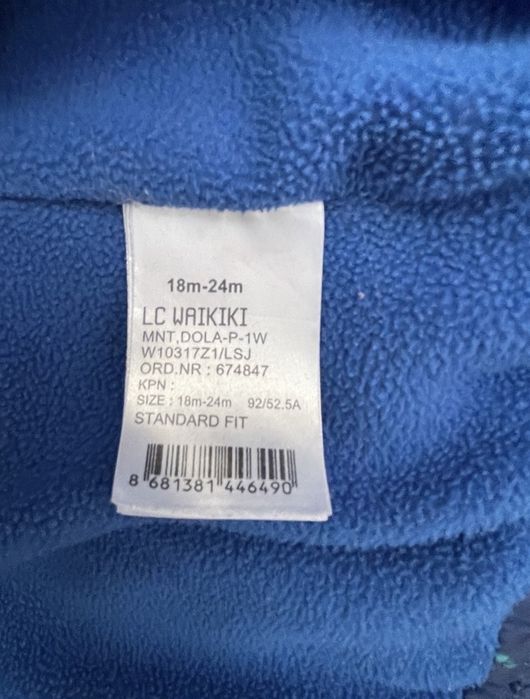 18m-24m
LC WAIKIKI
MNT,DOLA-P-1W
W10317Z1/LSJ
ORD.NR : 674847
KPN :
SIZE : 18m-24m 92/52.5A
STANDARD FIT
8 681381 446490